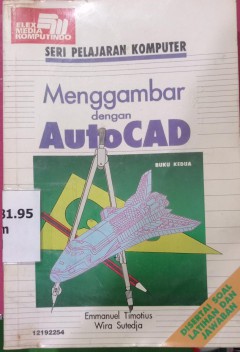 ELEX
MEDIA
KOMPUTINDO
SERI PELAJARAN KOMPUTER
Menggambar
dengan
AutoCAD
BUKU KEDUA
31.95
m
DISERTAI SOAL
LATIHAN DAN
JAWABAN
Emmanuel Timotius
Wira Sutedja
12192254